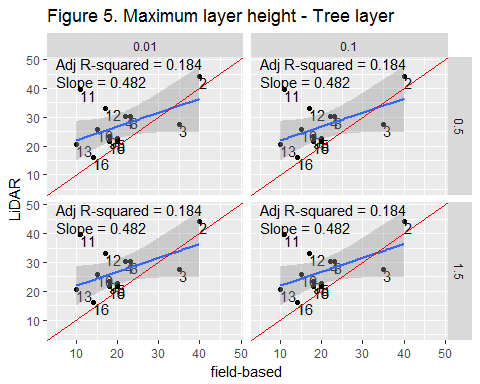 Figure 5. Maximum layer height - Tree layer
0.01 0.1
50 Adj R-squared = 0.184 Adj R-squared = 0.184
Slope = 0.482 2 Slope = 0.482 2
40
11 11
30 12 12
3 3
20
13 16 13 16
10
0.5
50 Adj R-squared = 0.184 Adj R-squared = 0.184
Slope = 0.482 2 Slope = 0.482 2
40
11 11
30 12 12
3 3
20
13 16 13 16
10
1.5
LiDAR
10 20 30 40 50 10 20 30 40 50
field-based